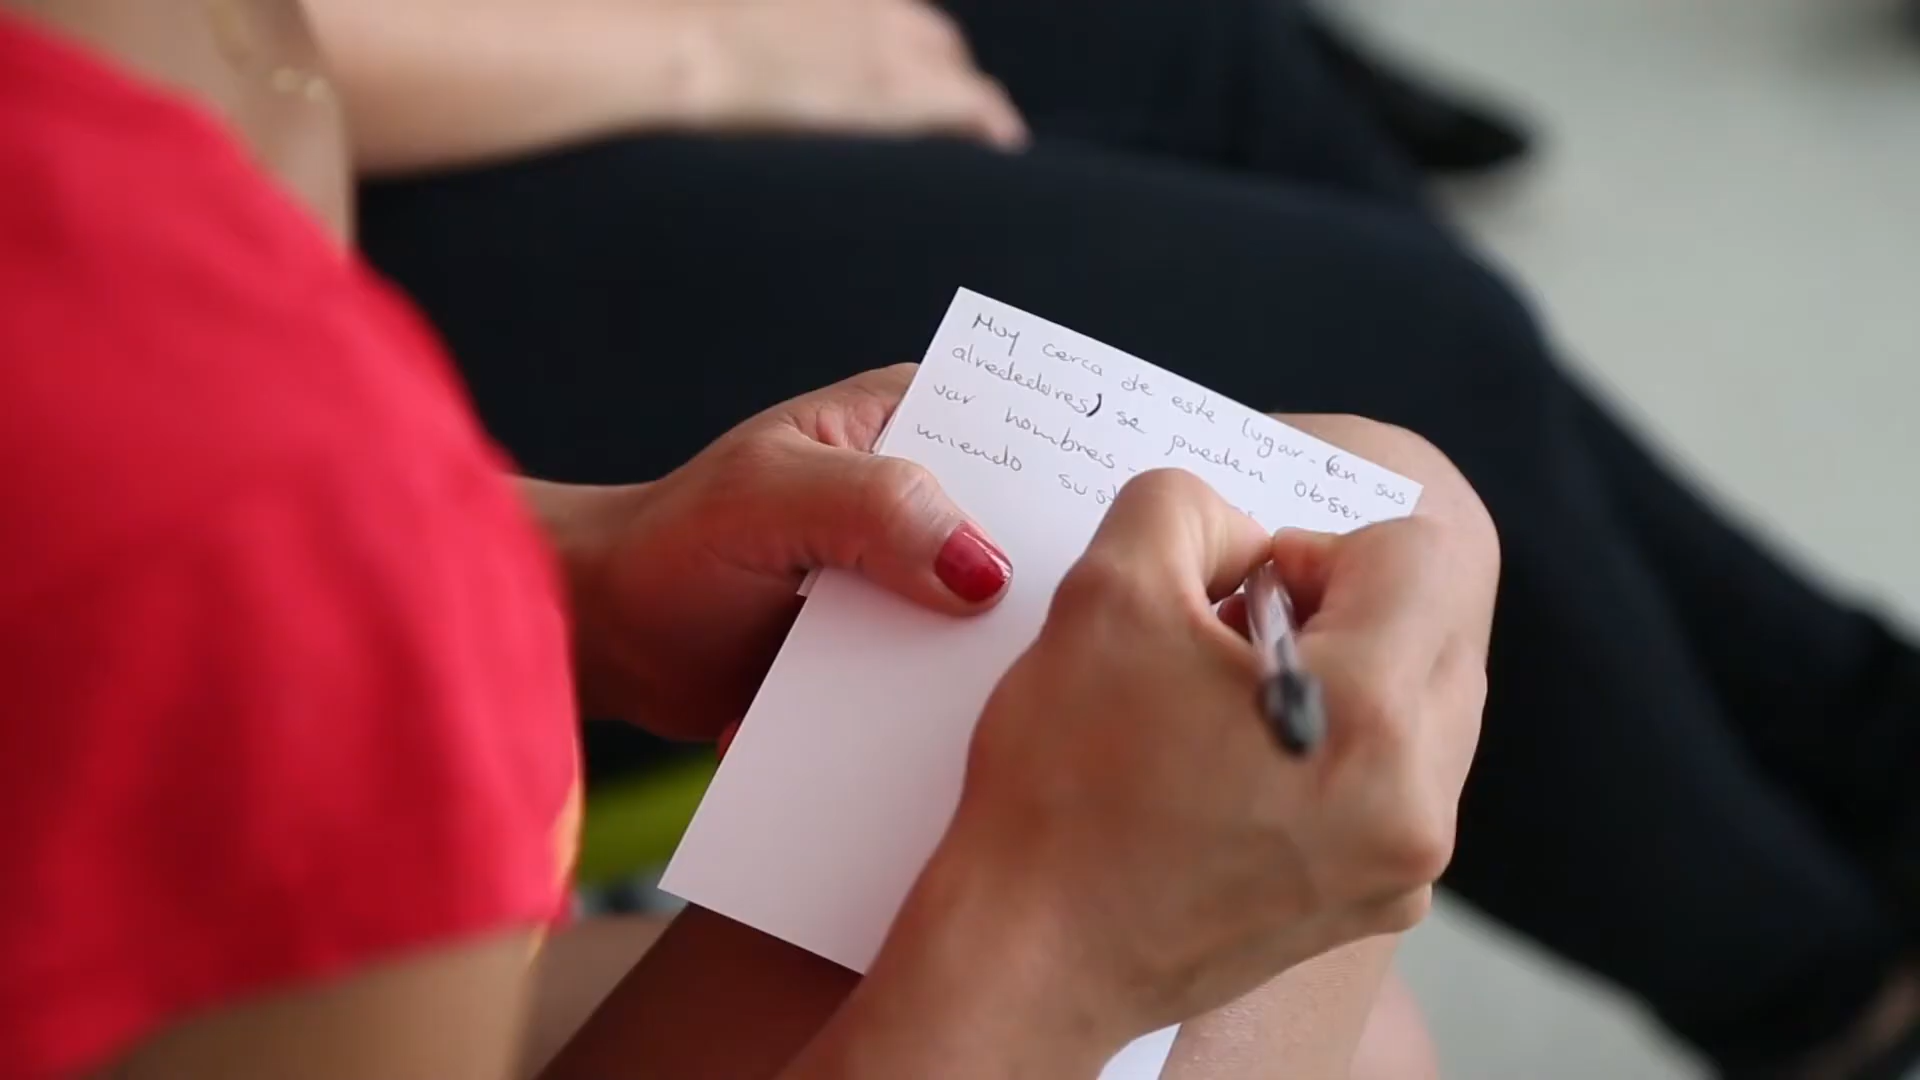 Muy cerca de este lugar - (en sus
alrededores) se pueden obser-
var hombres -
miendo